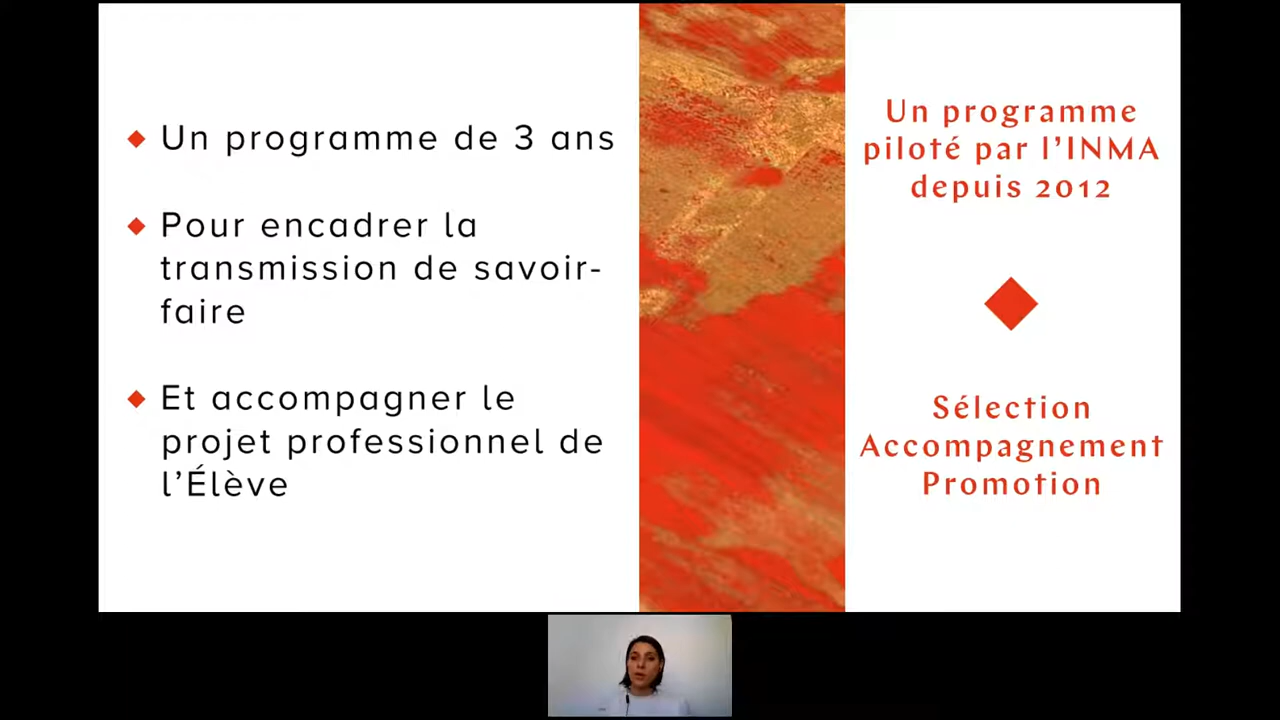 Un programme de 3 ans
Pour encadrer la
transmission de savoir-
faire
Et accompagner le
projet professionnel de
l’Élève
Un programme
piloté par l’INMA
depuis 2012
Sélection
Accompagnement
Promotion